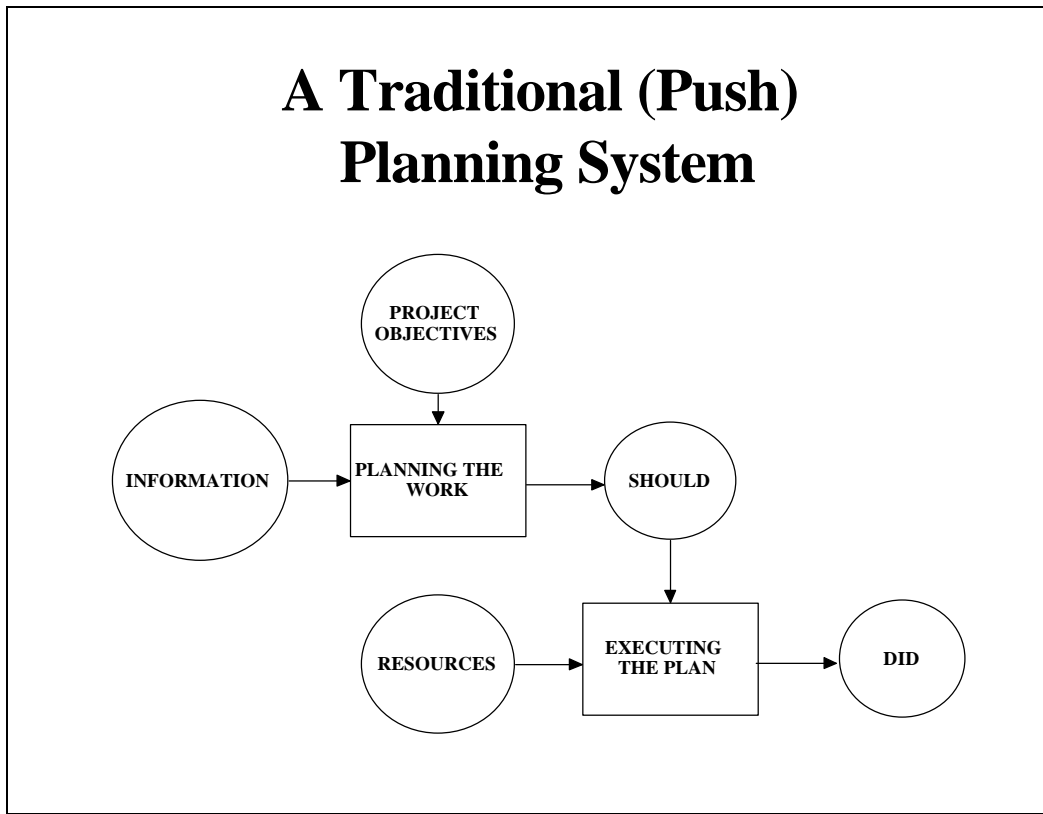 A Traditional (Push)
Planning System
PROJECT
OBJECTIVES
INFORMATION
PLANNING THE
WORK
SHOULD
RESOURCES
EXECUTING
THE PLAN
DID